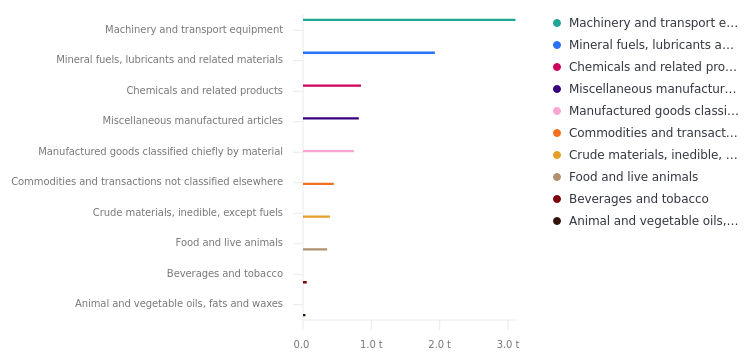 Machinery and transport equipment
Mineral fuels, lubricants and related materials
Chemicals and related products
Miscellaneous manufactured articles
Manufactured goods classified chiefly by material
Commodities and transactions not classified elsewhere
Crude materials, inedible, except fuels
Food and live animals
Beverages and tobacco
Animal and vegetable oils, fats and waxes
0.0 1.0 t 2.0 t 3.0 t
Machinery and transport e...
Mineral fuels, lubricants a...
Chemicals and related pro...
Miscellaneous manufactur...
Manufactured goods classi...
Commodities and transact...
Crude materials, inedible, ...
Food and live animals
Beverages and tobacco
Animal and vegetable oils,...